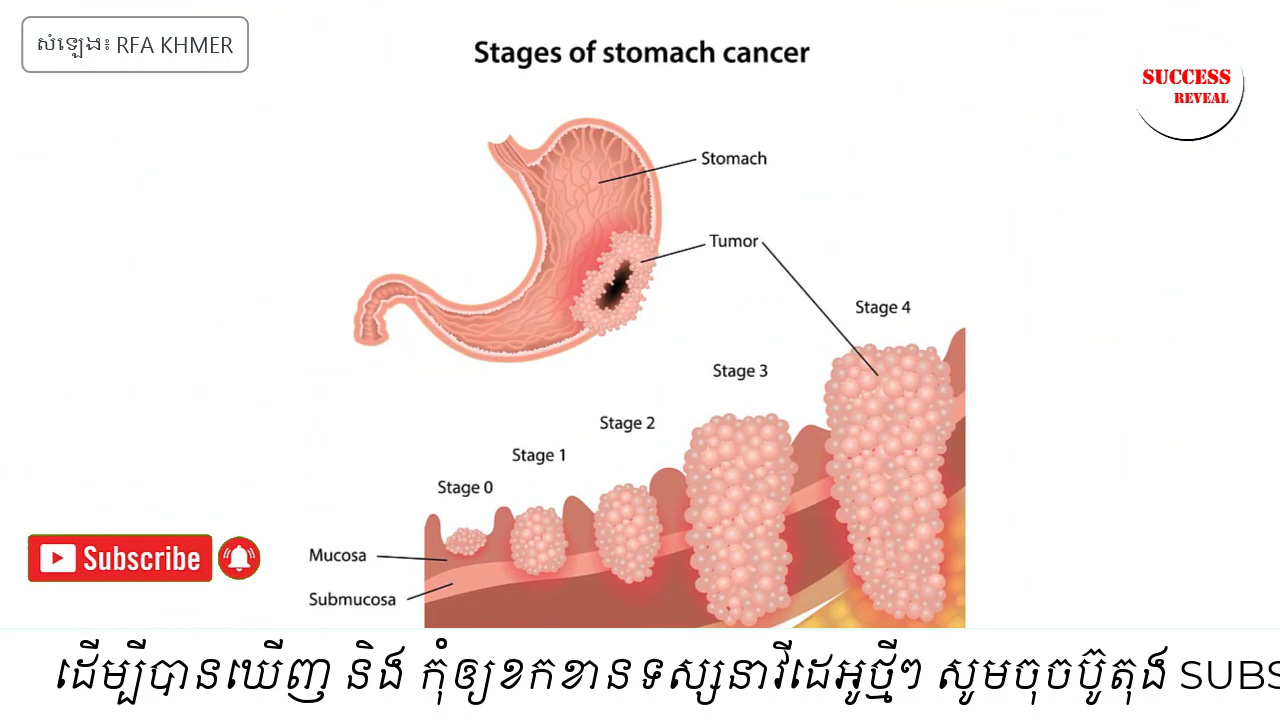 សំឡេង៖ RFA KHMER
Stages of stomach cancer
SUCCESS
REVEAL
Stomach
Tumor
Stage 4
Stage 3
Stage 2
Stage 1
Stage 0
Mucosa
Submucosa
Subscribe
ដើម្បីបានឃើញ និង កុំឲ្យខកខានទស្សនាវីដេអូថ្មីៗ សូមចុចប៊ូតុង SUBS